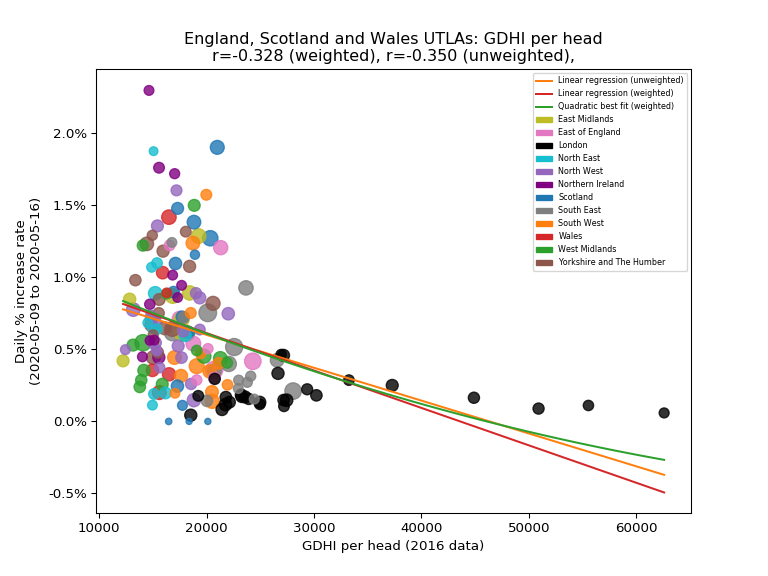 England, Scotland and Wales UTLAs: GDHI per head
r=-0.328 (weighted), r=-0.350 (unweighted),
Linear regression (unweighted)
Linear regression (weighted)
Quadratic best fit (weighted)
East Midlands
East of England
London
North East
North West
Northern Ireland
Scotland
South East
South West
Wales
West Midlands
Yorkshire and The Humber
Daily % increase rate
(2020-05-09 to 2020-05-16)
2.0%
1.5%
1.0%
0.5%
0.0%
-0.5%
10000 20000 30000 40000 50000 60000
GDHI per head (2016 data)